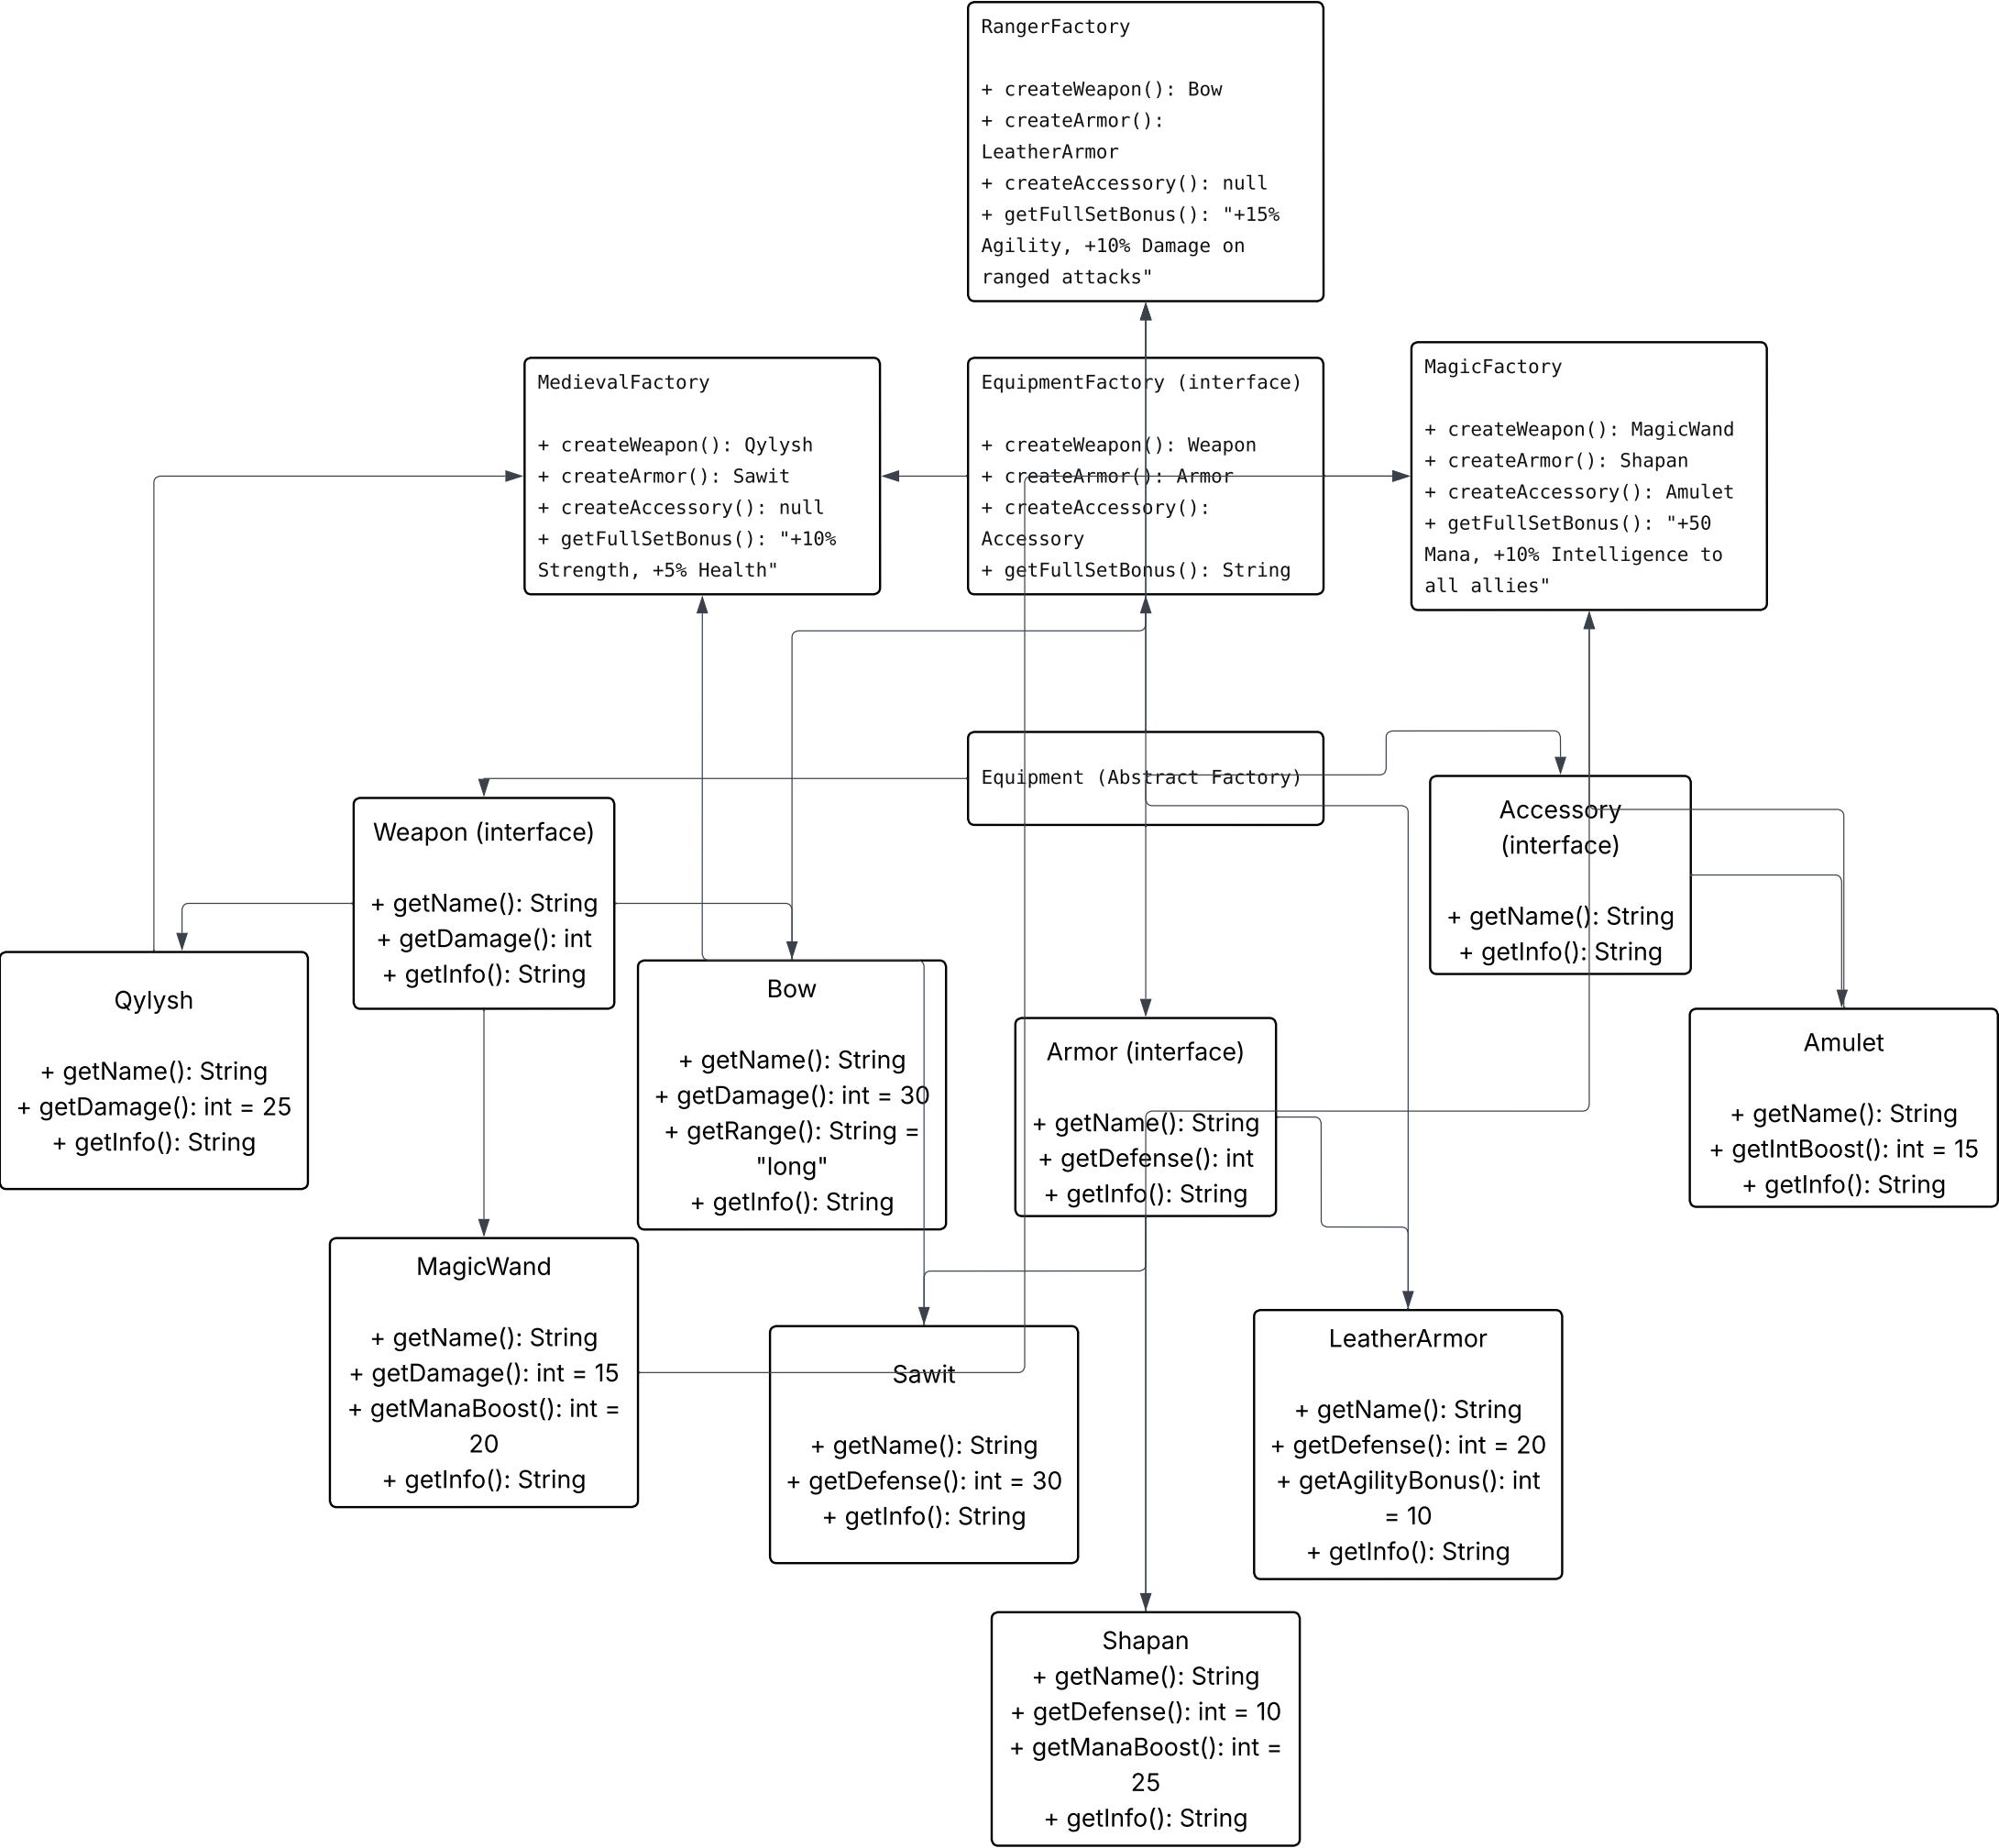 RangerFactory
+ createWeapon(): Bow
+ createArmor():
LeatherArmor
+ createAccessory(): null
+ getFullSetBonus(): "+15%
Agility, +10% Damage on
ranged attacks"
MedievalFactory
+ createWeapon(): Qylysh
+ createArmor(): Sawit
+ createAccessory(): null
+ getFullSetBonus(): "+10%
Strength, +5% Health"
EquipmentFactory (interface)
+ createWeapon(): Weapon
+ createArmor(): Armor
+ createAccessory():
Accessory
+ getFullSetBonus(): String
MagicFactory
+ createWeapon(): MagicWand
+ createArmor(): Shapan
+ createAccessory(): Amulet
+ getFullSetBonus(): "+50
Mana, +10% Intelligence to
all allies"
Equipment (Abstract Factory)
Weapon (interface)
+ getName(): String
+ getDamage(): int
+ getInfo(): String
Accessory
(interface)
+ getName(): String
+ getInfo(): String
Qylysh
+ getName(): String
+ getDamage(): int = 25
+ getInfo(): String
Bow
+ getName(): String
+ getDamage(): int = 30
+ getRange(): String =
"long"
+ getInfo(): String
Armor (interface)
+ getName(): String
+ getDefense(): int
+ getInfo(): String
Amulet
+ getName(): String
+ getIntBoost(): int = 15
+ getInfo(): String
MagicWand
+ getName(): String
+ getDamage(): int = 15
+ getManaBoost(): int =
20
+ getInfo(): String
Sawit
+ getName(): String
+ getDefense(): int = 30
+ getInfo(): String
LeatherArmor
+ getName(): String
+ getDefense(): int = 20
+ getAgilityBonus(): int
= 10
+ getInfo(): String
Shapan
+ getName(): String
+ getDefense(): int = 10
+ getManaBoost(): int =
25
+ getInfo(): String